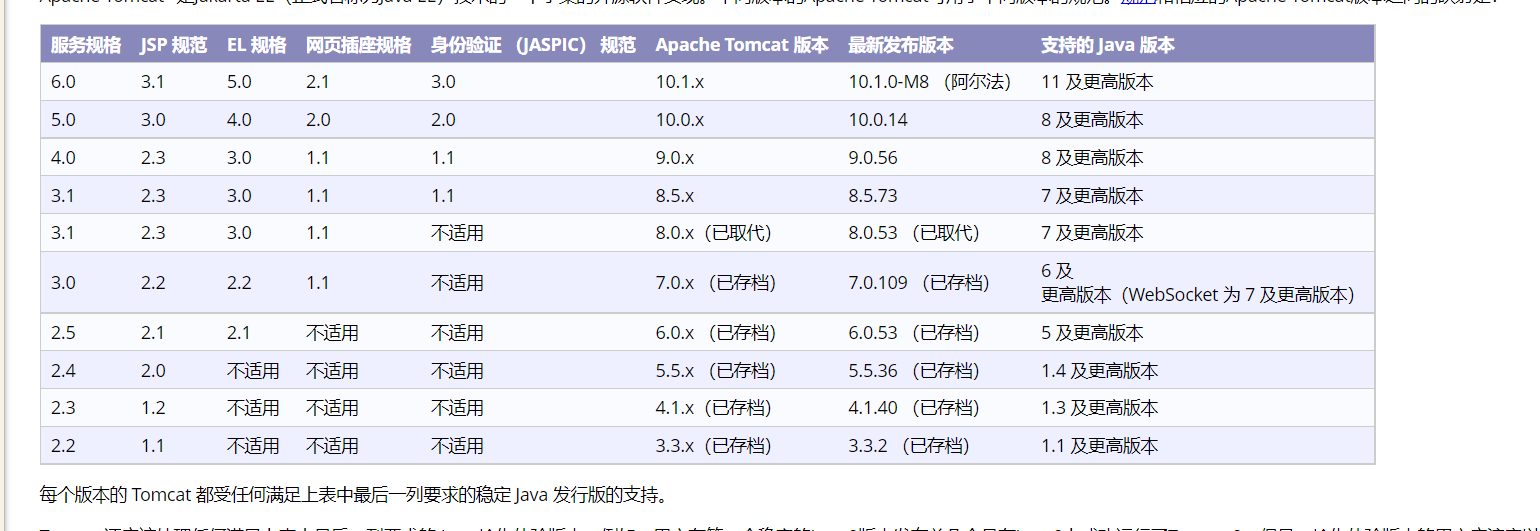 服务规格 JSP 规范 EL 规格 网页插座规格 身份验证 （JASPIC） 规范 Apache Tomcat 版本 最新发布版本 支持的 Java 版本
6.0 3.1 5.0 2.1 3.0 10.1.x 10.1.0-M8 （阿尔法） 11 及更高版本
5.0 3.0 4.0 2.0 2.0 10.0.x 10.0.14 8 及更高版本
4.0 2.3 3.0 1.1 1.1 9.0.x 9.0.56 8 及更高版本
3.1 2.3 3.0 1.1 1.1 8.5.x 8.5.73 7 及更高版本
3.1 2.3 3.0 1.1 不适用 8.0.x（已取代） 8.0.53 （已取代） 7 及更高版本
3.0 2.2 2.2 1.1 不适用 7.0.x （已存档） 7.0.109 （已存档） 6 及
更高版本（WebSocket 为 7 及更高版本）
2.5 2.1 2.1 不适用 不适用 6.0.x （已存档） 6.0.53 （已存档） 5 及更高版本
2.4 2.0 不适用 不适用 不适用 5.5.x （已存档） 5.5.36 （已存档） 1.4 及更高版本
2.3 1.2 不适用 不适用 不适用 4.1.x（已存档） 4.1.40 （已存档） 1.3 及更高版本
2.2 1.1 不适用 不适用 不适用 3.3.x（已存档） 3.3.2 （已存档） 1.1 及更高版本
每个版本的 Tomcat 都受任何满足上表中最后一列要求的稳定 Java 发行版的支持。